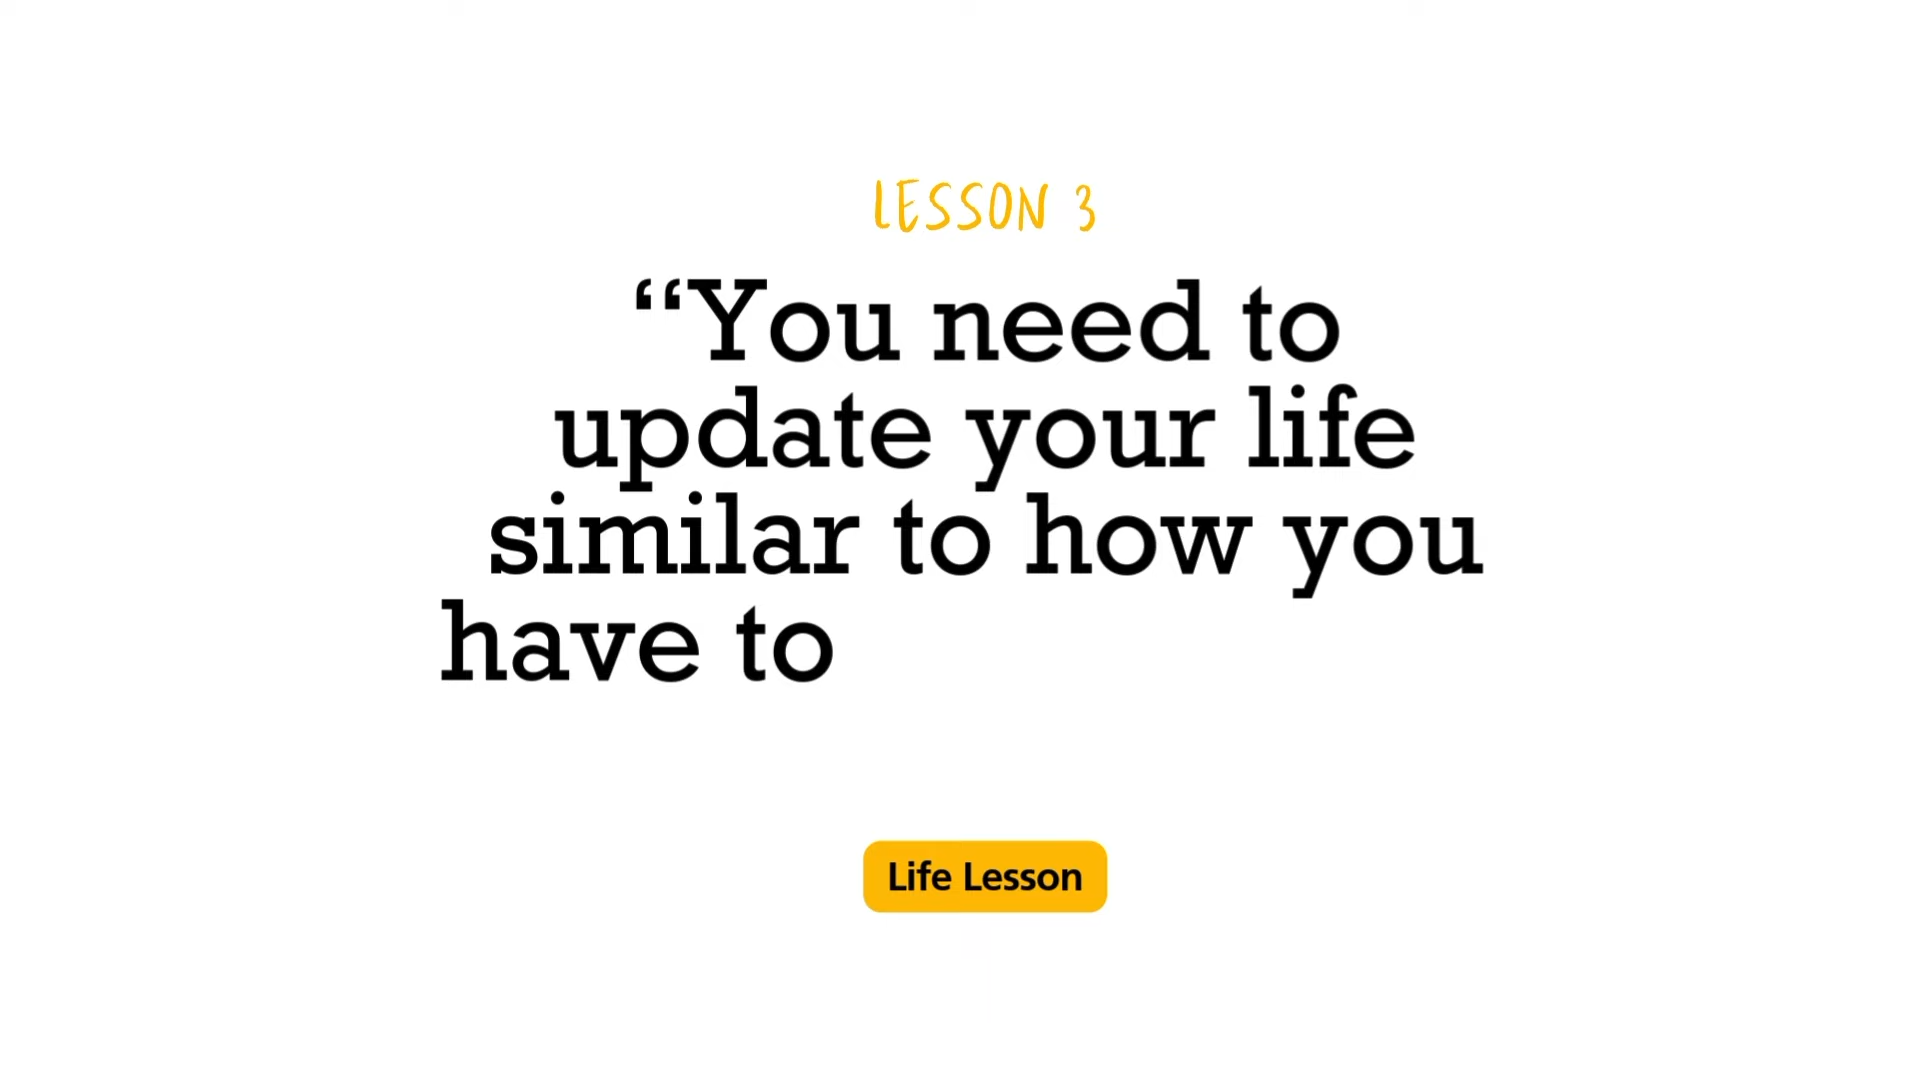 LESSON 3
“You need to
update your life
similar to how you
have to
Life Lesson